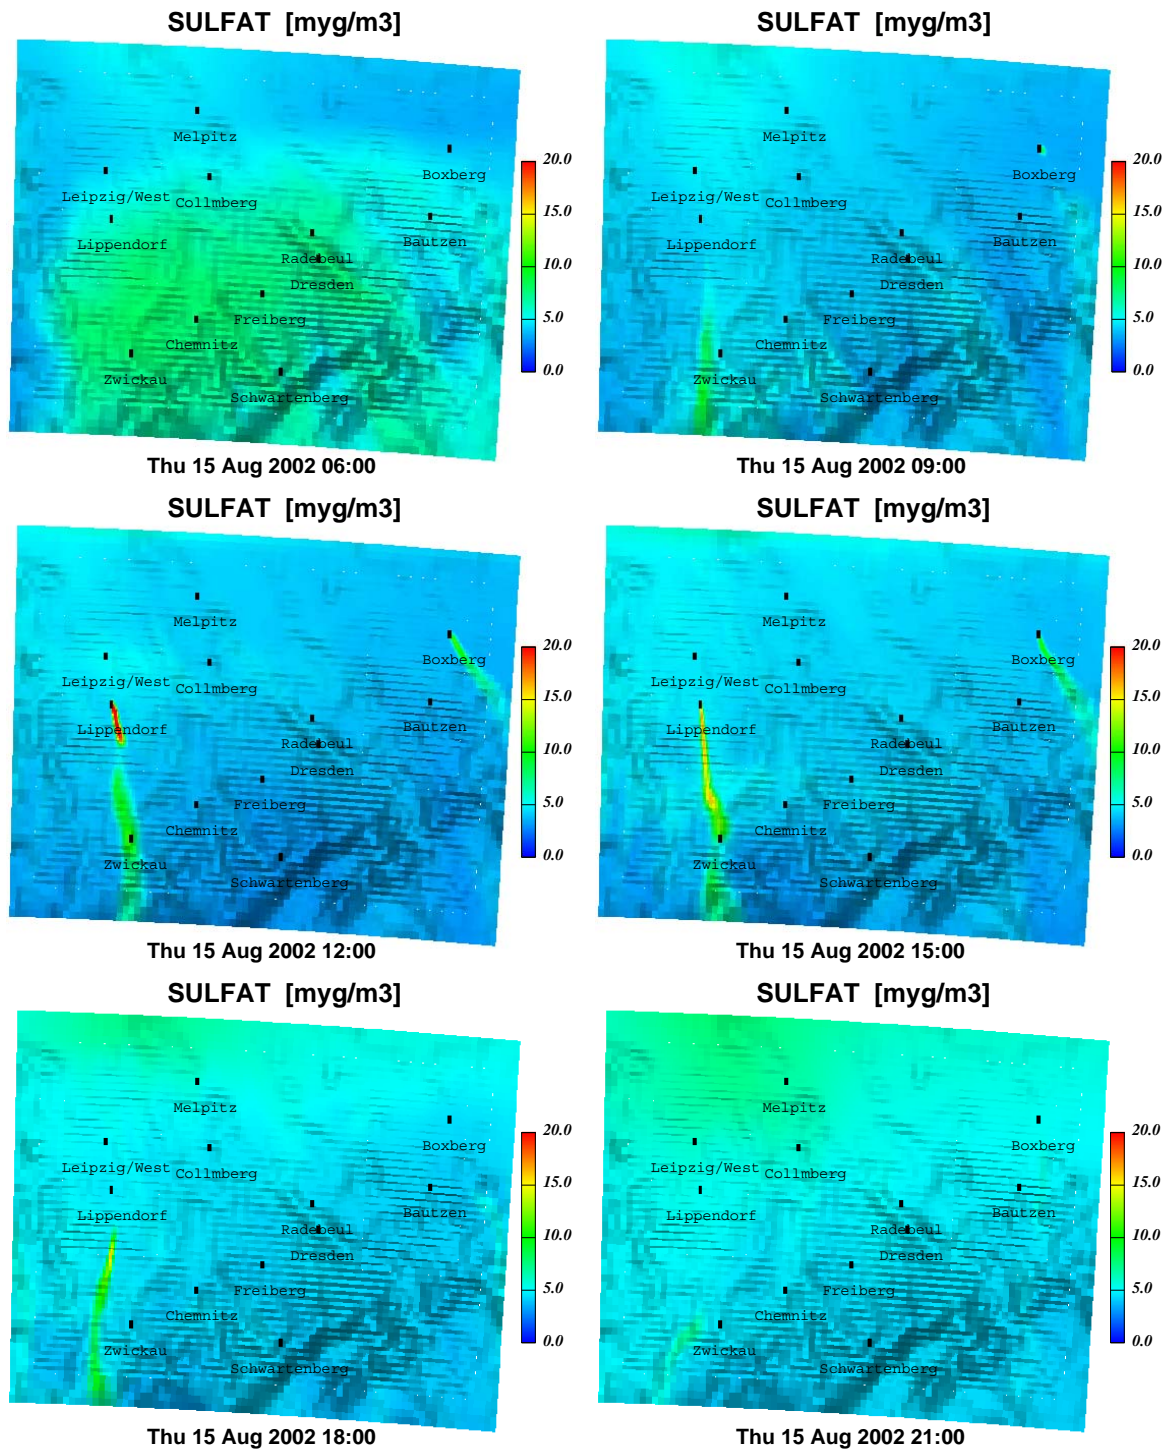 SULFAT [myg/m3]
SULFAT [myg/m3]
Melpitz
Leipzig/West
Collmberg
Boxberg
Lippendorf
Bautzen
Radebeul
Dresden
Freiberg
Chemnitz
Zwickau
Schwartenberg
20.0
15.0
10.0
5.0
0.0
Melpitz
Leipzig/West
Collmberg
Boxberg
Lippendorf
Bautzen
Radebeul
Dresden
Freiberg
Chemnitz
Zwickau
Schwartenberg
20.0
15.0
10.0
5.0
0.0
Thu 15 Aug 2002 06:00
Thu 15 Aug 2002 09:00
SULFAT [myg/m3]
SULFAT [myg/m3]
Melpitz
Leipzig/West
Collmberg
Boxberg
Lippendorf
Bautzen
Radebeul
Dresden
Freiberg
Chemnitz
Zwickau
Schwartenberg
20.0
15.0
10.0
5.0
0.0
Melpitz
Leipzig/West
Collmberg
Boxberg
Lippendorf
Bautzen
Radebeul
Dresden
Freiberg
Chemnitz
Zwickau
Schwartenberg
20.0
15.0
10.0
5.0
0.0
Thu 15 Aug 2002 12:00
Thu 15 Aug 2002 15:00
SULFAT [myg/m3]
SULFAT [myg/m3]
Melpitz
Leipzig/West
Collmberg
Boxberg
Lippendorf
Bautzen
Radebeul
Dresden
Freiberg
Chemnitz
Zwickau
Schwartenberg
20.0
15.0
10.0
5.0
0.0
Melpitz
Leipzig/West
Collmberg
Boxberg
Lippendorf
Bautzen
Radebeul
Dresden
Freiberg
Chemnitz
Zwickau
Schwartenberg
20.0
15.0
10.0
5.0
0.0
Thu 15 Aug 2002 18:00
Thu 15 Aug 2002 21:00